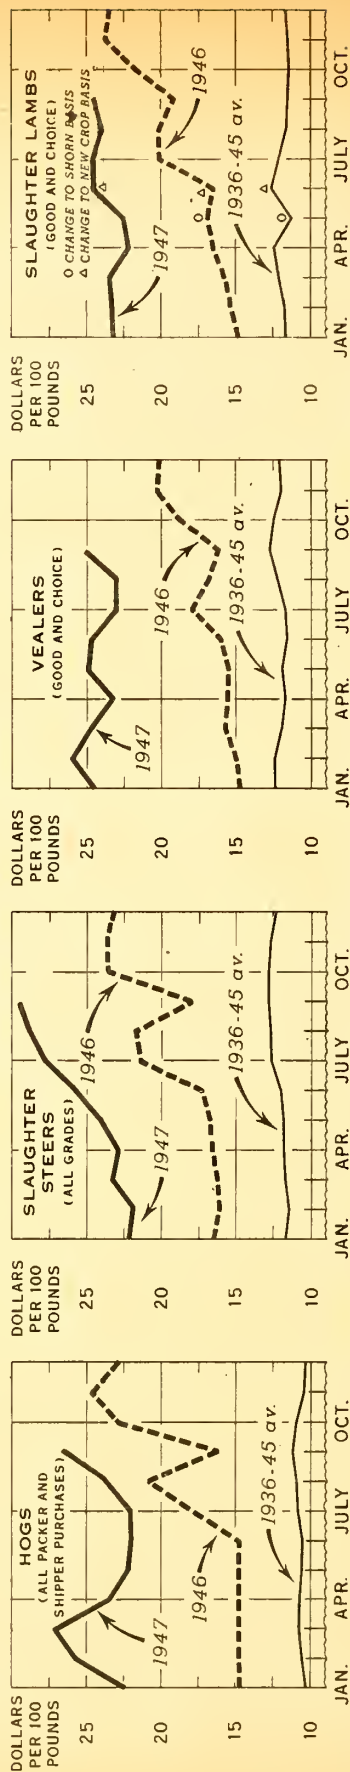 DOLLARS
PER 100
POUNDS
HOGS
(ALL PACKER AND
SHIPPER PURCHASES)
25
20
15
10
1947
1946
1936-45 av.
JAN. APR. JULY OCT.
DOLLARS
PER 100
POUNDS
SLAUGHTER
STEERS
(ALL GRADES)
25
20
15
10
1946
1947
1936-45 av.
JAN. APR. JULY OCT.
DOLLARS
PER 100
POUNDS
VEALERS
(GOOD AND CHOICE)
25
20
15
10
1947
1946
1936-45 av.
JAN. APR. JULY OCT.
DOLLARS
PER 100
POUNDS
SLAUGHTER LAMBS
(GOOD AND CHOICE)
O CHANGE TO SHORN BASIS
Δ CHANGE TO NEW CROP BASIS
25
20
15
10
1947
1946
1936-45 av.
JAN. APR. JULY OCT.